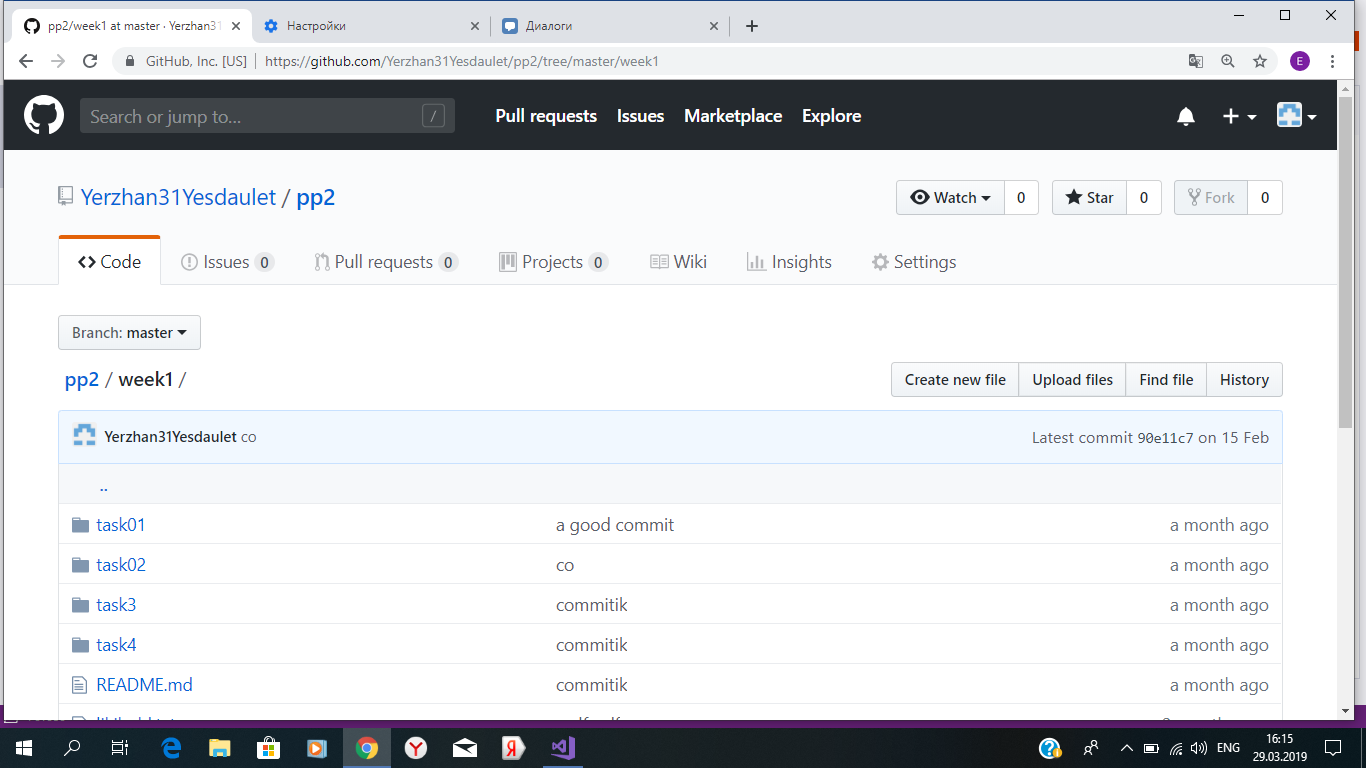 pp2/week1 at master · Yerzhan31
Настройки
Диалоги
GitHub, Inc. [US] | https://github.com/Yerzhan31Yesdaulet/pp2/tree/master/week1
E
Search or jump to... /
Pull requests Issues Marketplace Explore
Yerzhan31Yesdaulet / pp2
Watch 0 Star 0 Fork 0
Code Issues 0 Pull requests 0 Projects 0 Wiki Insights Settings
Branch: master
pp2 / week1 /
Create new file Upload files Find file History
Yerzhan31Yesdaulet co
Latest commit 90e11c7 on 15 Feb
..
task01 a good commit a month ago
task02 co a month ago
task3 commitik a month ago
task4 commitik a month ago
README.md commitik a month ago
ENG
16:15
29.03.2019